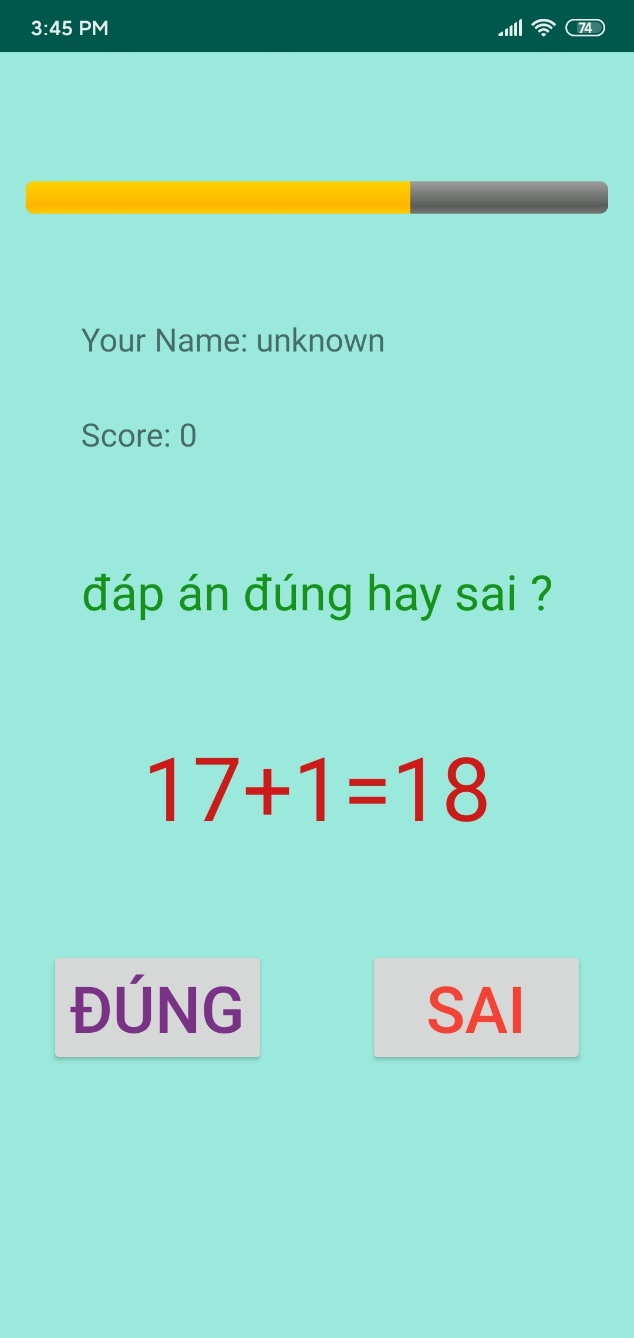 3:45 PM
74
Your Name: unknown
Score: 0
đáp án đúng hay sai ?
17+1=18
ĐÚNG
SAI